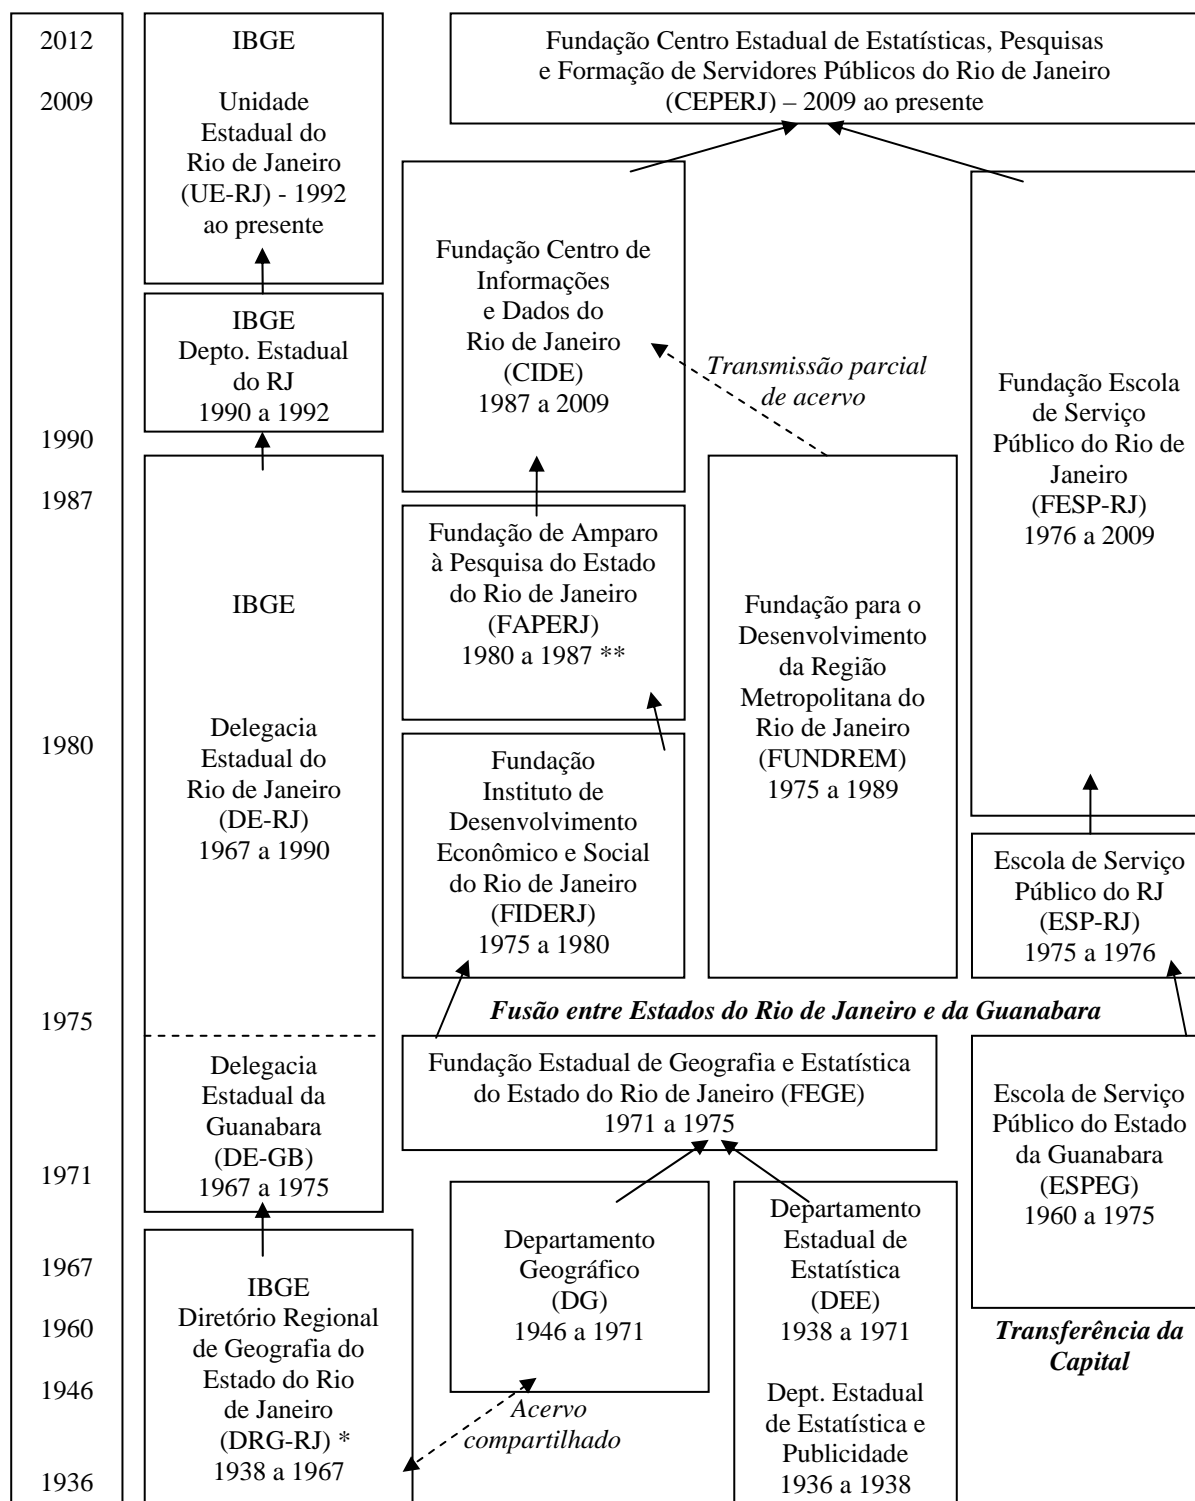 2012
2009
1990
1987
1980
1975
1971
1967
1960
1946
1936
IBGE
Unidade
Estadual do
Rio de Janeiro
(UE-RJ) - 1992
ao presente
IBGE
Depto. Estadual
do RJ
1990 a 1992
IBGE
Delegacia
Estadual do
Rio de Janeiro
(DE-RJ)
1967 a 1990
Delegacia
Estadual da
Guanabara
(DE-GB)
1967 a 1975
IBGE
Diretório Regional
de Geografia do
Estado do Rio
de Janeiro
(DRG-RJ) *
1938 a 1967
Fundação Centro Estadual de Estatísticas, Pesquisas
e Formação de Servidores Públicos do Rio de Janeiro
(CEPERJ) – 2009 ao presente
Fundação Centro de
Informações
e Dados do
Rio de Janeiro
(CIDE)
1987 a 2009
Transmissão parcial
de acervo
Fundação de Amparo
à Pesquisa do Estado
do Rio de Janeiro
(FAPERJ)
1980 a 1987 **
Fundação
Instituto de
Desenvolvimento
Econômico e Social
do Rio de Janeiro
(FIDERJ)
1975 a 1980
Fundação para o
Desenvolvimento
da Região
Metropolitana do
Rio de Janeiro
(FUNDREM)
1975 a 1989
Fundação Escola
de Serviço
Público do Rio de
Janeiro
(FESP-RJ)
1976 a 2009
Escola de Serviço
Público do RJ
(ESP-RJ)
1975 a 1976
Fusão entre Estados do Rio de Janeiro e da Guanabara
Fundação Estadual de Geografia e Estatística
do Estado do Rio de Janeiro (FEGE)
1971 a 1975
Escola de Serviço
Público do Estado
da Guanabara
(ESPEG)
1960 a 1975
Transferência da
Capital
Departamento
Geográfico
(DG)
1946 a 1971
Acervo
compartilhado
Departamento
Estadual de
Estatística
(DEE)
1938 a 1971
Dept. Estadual
de Estatística e
Publicidade
1936 a 1938